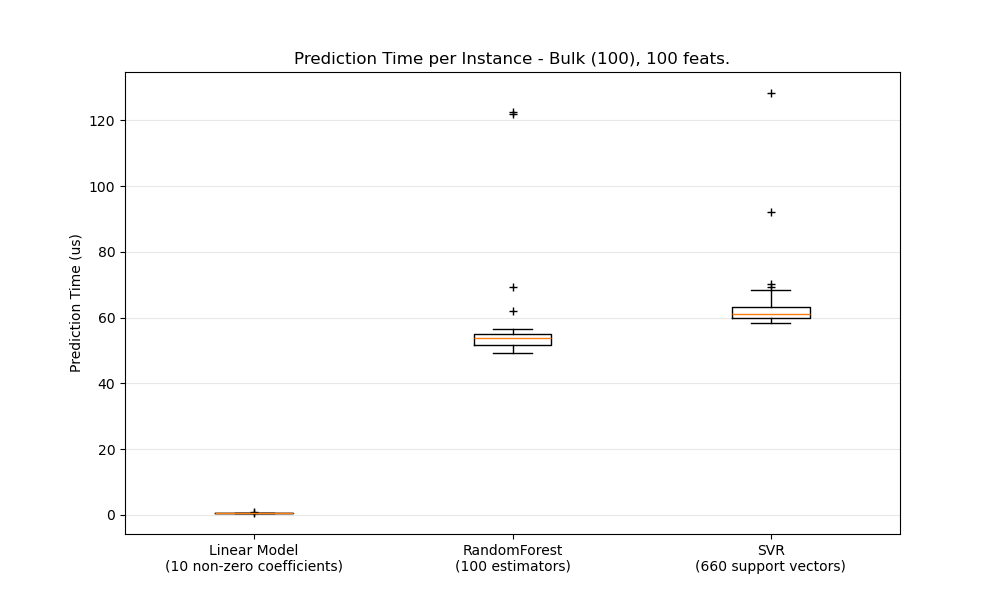 Prediction Time per Instance - Bulk (100), 100 feats.
Prediction Time (us)
120
100
80
60
40
20
0
Linear Model
(10 non-zero coefficients)
RandomForest
(100 estimators)
SVR
(660 support vectors)